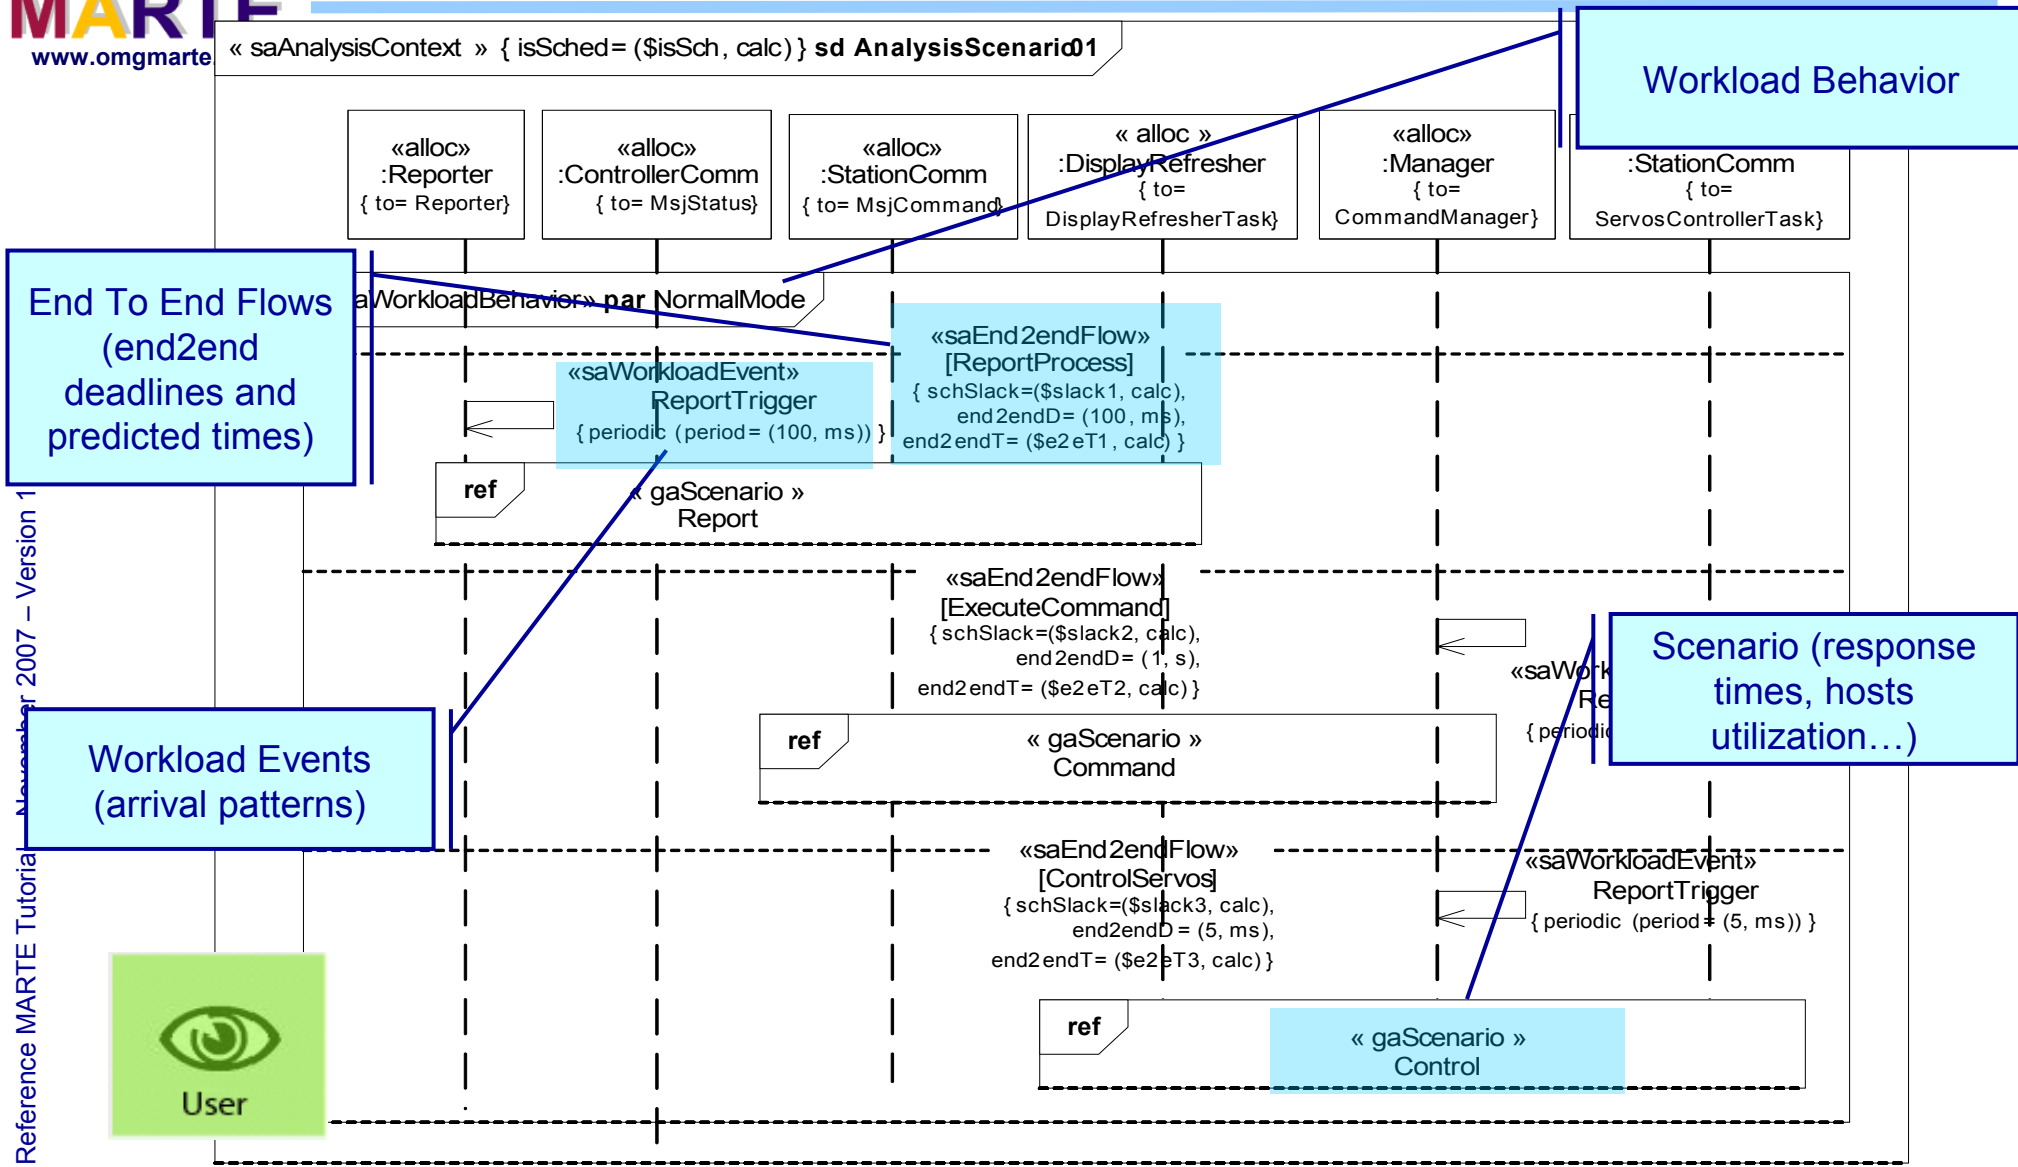 MARTE
www.omgmarte.
« saAnalysisContext » { isSched= ($isSch, calc) } sd AnalysisScenario01
Workload Behavior
«alloc»
:Reporter
{ to= Reporter}
«alloc»
:ControllerComm
{ to= MsjStatus}
«alloc»
:StationComm
{ to= MsjCommand}
« alloc »
:DisplayRefresher
{ to=
DisplayRefresherTask}
«alloc»
:Manager
{ to=
CommandManager}
:StationComm
{ to=
ServosControllerTask}
End To End Flows
(end2end
deadlines and
predicted times)
aWorkloadBehavior» par NormalMode
«saEnd2endFlow»
[ReportProcess]
{ schSlack=($slack1, calc),
end2endD= (100, ms),
end2endT= ($e2eT1, calc) }
«saWorkloadEvent»
ReportTrigger
{ periodic (period= (100, ms)) }
ref
« gaScenario »
Report
«saEnd2endFlow»
[ExecuteCommand]
{ schSlack=($slack2, calc),
end2endD= (1, s),
end2endT= ($e2eT2, calc) }
«saWork
Re
{ periodic
Scenario (response
times, hosts
utilization…)
ref
« gaScenario »
Command
Workload Events
(arrival patterns)
«saEnd2endFlow»
[ControlServos]
{ schSlack=($slack3, calc),
end2endD= (5, ms),
end2endT= ($e2eT3, calc) }
«saWorkloadEvent»
ReportTrigger
{ periodic (period= (5, ms)) }
ref
« gaScenario »
Control
User
Reference MARTE Tutorial November 2007 – Version 1